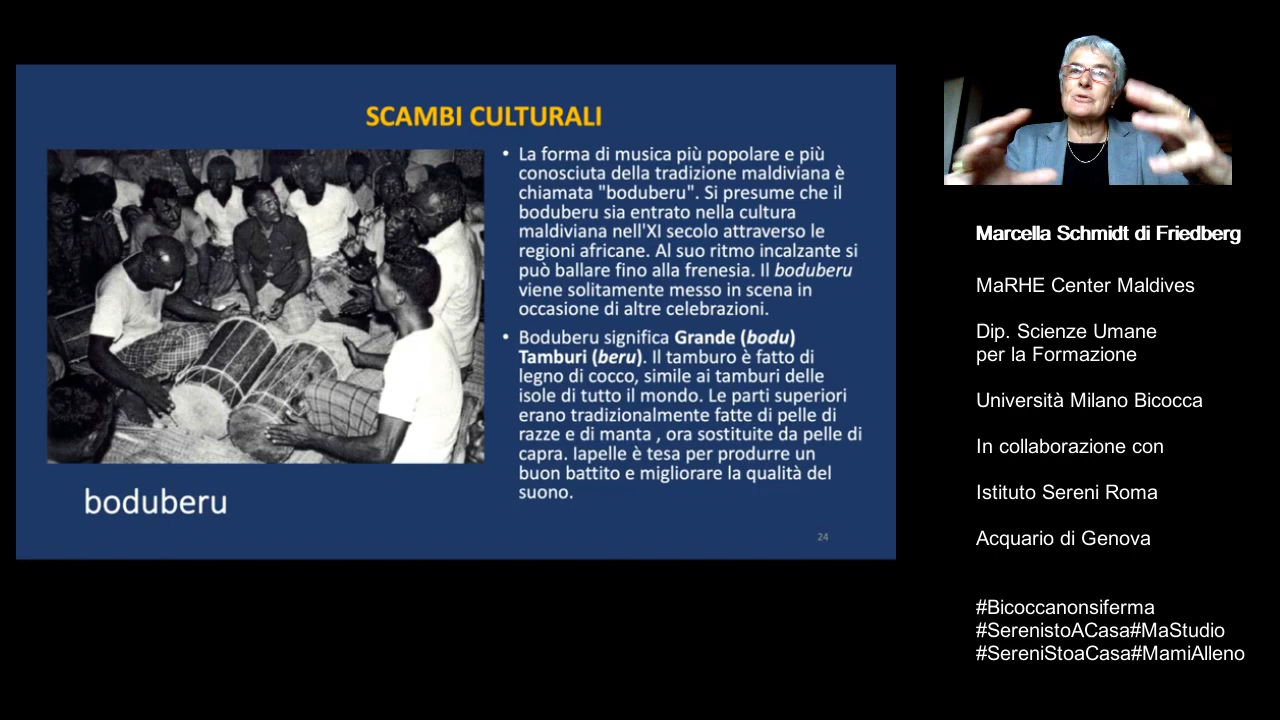 SCAMBI CULTURALI
• La forma di musica più popolare e più
conosciuta della tradizione maldiviana è
chiamata "boduberu". Si presume che il
boduberu sia entrato nella cultura
maldiviana nell'XI secolo attraverso le
regioni africane. Al suo ritmo incalzante si
può ballare fino alla frenesia. Il boduberu
viene solitamente messo in scena in
occasione di altre celebrazioni.
• Boduberu significa Grande (bodu)
Tamburi (beru). Il tamburo è fatto di
legno di cocco, simile ai tamburi delle
isole di tutto il mondo. Le parti superiori
erano tradizionalmente fatte di pelle di
razze e di manta , ora sostituite da pelle di
capra. lapelle è tesa per produrre un
buon battito e migliorare la qualità del
suono.
boduberu
24
Marcella Schmidt di Friedberg
MaRHE Center Maldives
Dip. Scienze Umane
per la Formazione
Università Milano Bicocca
In collaborazione con
Istituto Sereni Roma
Acquario di Genova
#Bicoccanonsiferma
#SerenistoACasa#MaStudio
#SereniStoaCasa#MamiAlleno